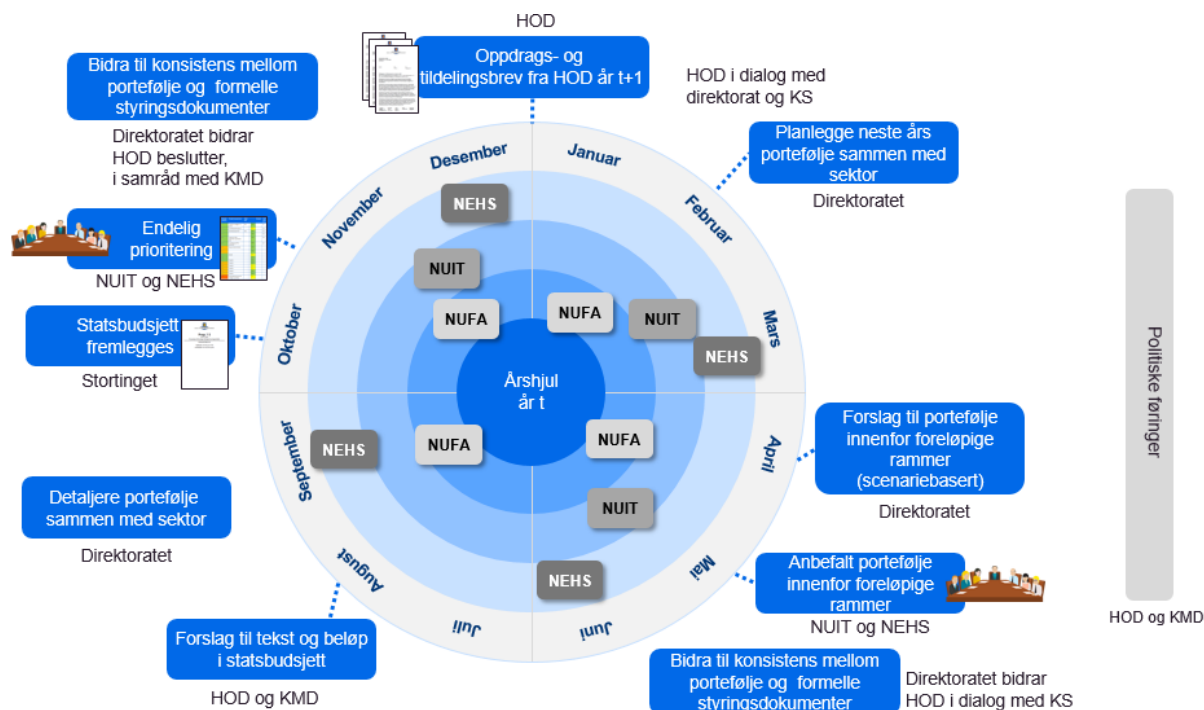 HOD
Oppdrags- og
tildelingsbrev fra HOD år t+1
Bidra til konsistens mellom
portefølje og formelle
styringsdokumenter
Direktoratet bidrar
HOD beslutter,
i samråd med KMD
HOD i dialog med
direktorat og KS
Planlegge neste års
portefølje sammen med
sektor
Direktoratet
Endelig
prioritering
NUIT og NEHS
Statsbudsjett
fremlegges
Stortinget
Detaljere portefølje
sammen med sektor
Direktoratet
Forslag til tekst og beløp
i statsbudsjett
HOD og KMD
Januar
Februar
Mars
April
Mai
Juni
Juli
August
September
Oktober
November
Desember
NEHS
NUIT
NUFA
NUFA
NUIT
NEHS
Årshjul
år t
NEHS
NUFA
NUFA
NUIT
NEHS
Forslag til portefølje
innenfor foreløpige
rammer
(scenariebasert)
Direktoratet
Anbefalt portefølje
innenfor foreløpige
rammer
NUIT og NEHS
Bidra til konsistens mellom
portefølje og formelle
styringsdokumenter
Direktoratet bidrar
HOD i dialog med KS
Politiske føringer
HOD og KMD